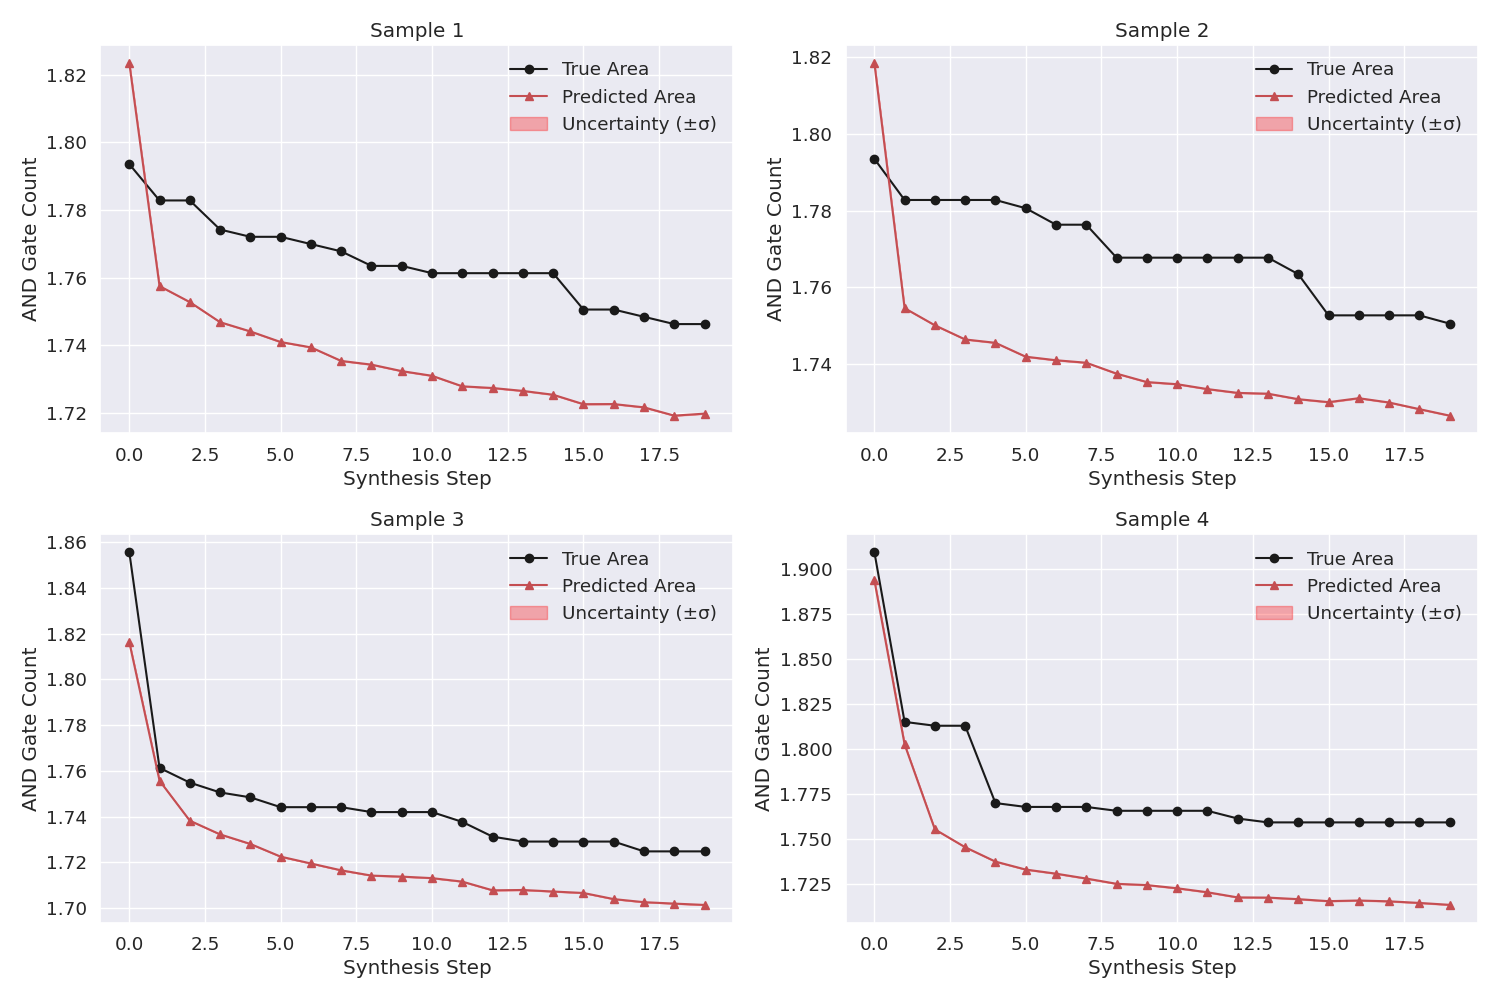 Sample 1
AND Gate Count
1.82
1.80
1.78
1.76
1.74
1.72
True Area
Predicted Area
Uncertainty (±σ)
0.0 2.5 5.0 7.5 10.0 12.5 15.0 17.5
Synthesis Step
Sample 2
AND Gate Count
1.82
1.80
1.78
1.76
1.74
True Area
Predicted Area
Uncertainty (±σ)
0.0 2.5 5.0 7.5 10.0 12.5 15.0 17.5
Synthesis Step
Sample 3
AND Gate Count
1.86
1.84
1.82
1.80
1.78
1.76
1.74
1.72
1.70
True Area
Predicted Area
Uncertainty (±σ)
0.0 2.5 5.0 7.5 10.0 12.5 15.0 17.5
Synthesis Step
Sample 4
AND Gate Count
1.900
1.875
1.850
1.825
1.800
1.775
1.750
1.725
True Area
Predicted Area
Uncertainty (±σ)
0.0 2.5 5.0 7.5 10.0 12.5 15.0 17.5
Synthesis Step